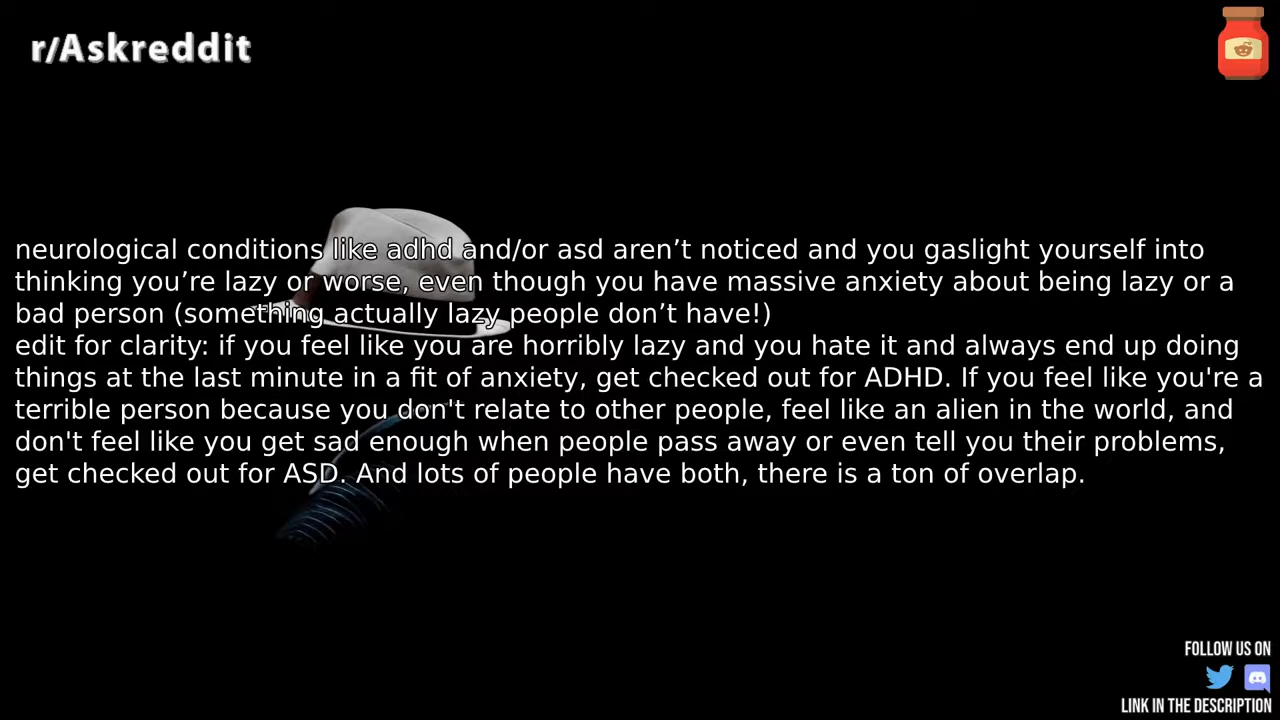 r/Askreddit
neurological conditions like adhd and/or asd aren’t noticed and you gaslight yourself into
thinking you’re lazy or worse, even though you have massive anxiety about being lazy or a
bad person (something actually lazy people don’t have!)
edit for clarity: if you feel like you are horribly lazy and you hate it and always end up doing
things at the last minute in a fit of anxiety, get checked out for ADHD. If you feel like you're a
terrible person because you don't relate to other people, feel like an alien in the world, and
don't feel like you get sad enough when people pass away or even tell you their problems,
get checked out for ASD. And lots of people have both, there is a ton of overlap.
FOLLOW US ON
LINK IN THE DESCRIPTION